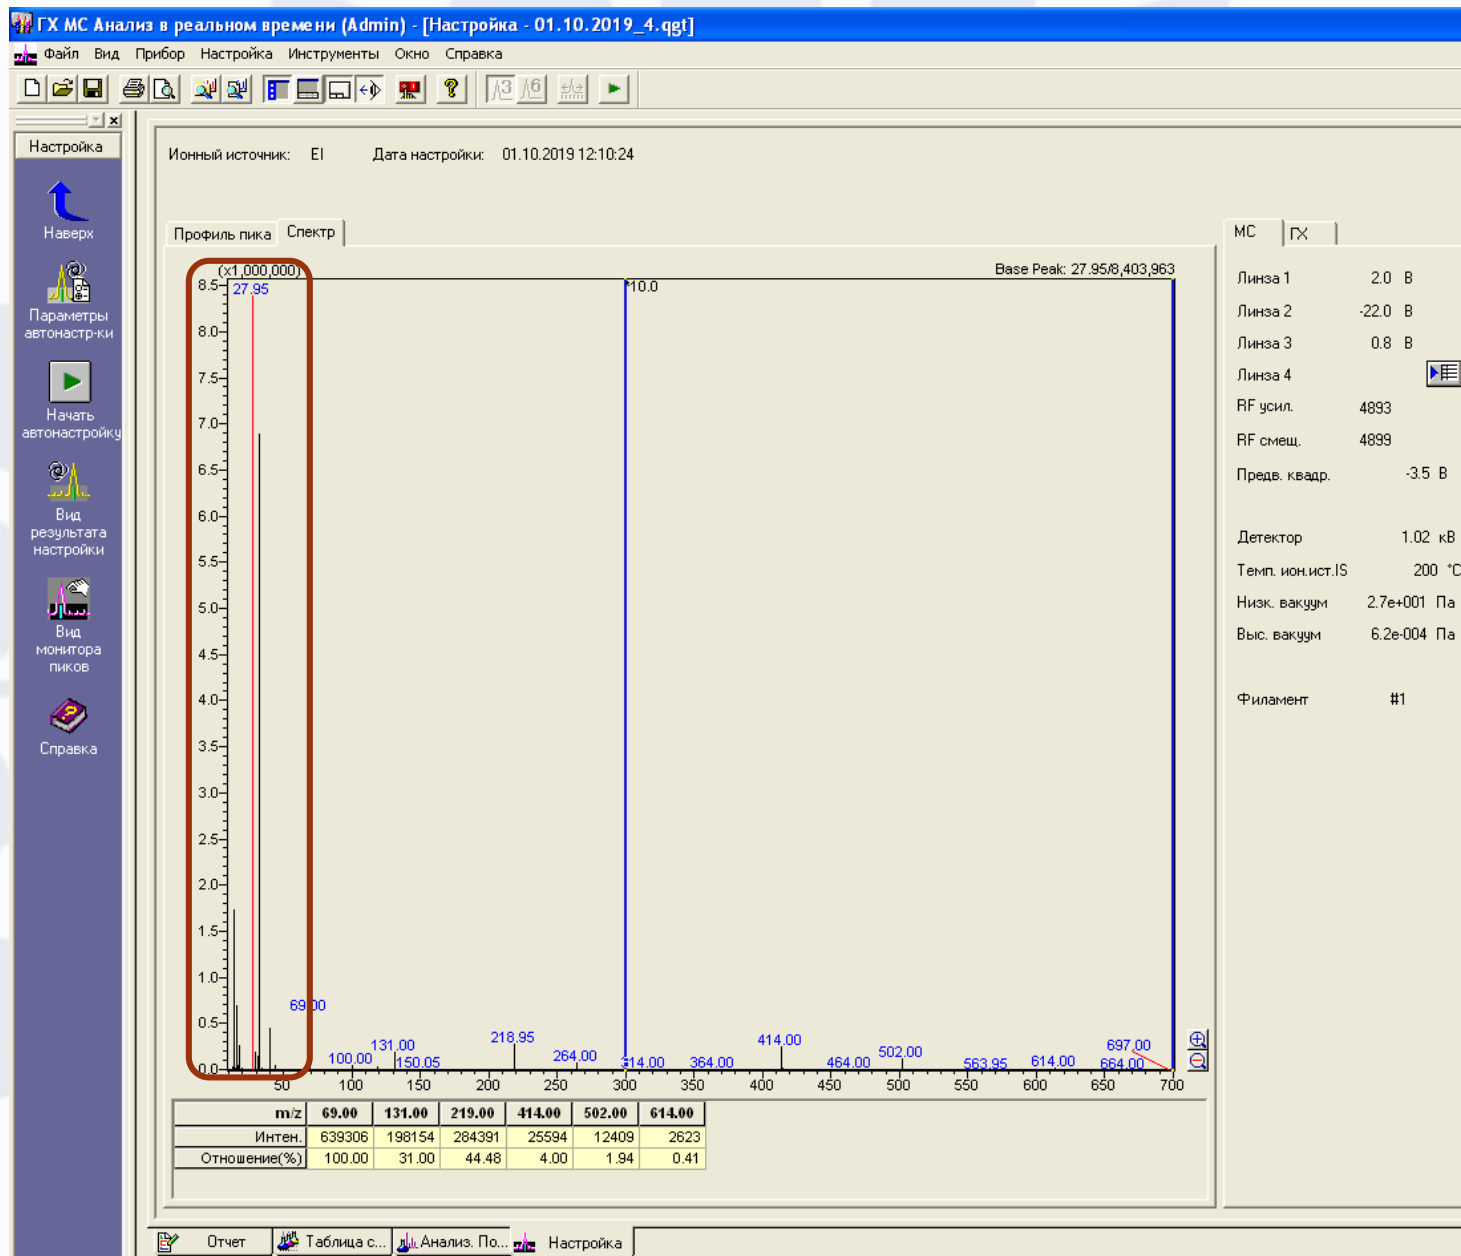 ГХ МС Анализ в реальном времени (Admin) - [Настройка - 01.10.2019_4.qgt]
Файл Вид Прибор Настройка Инструменты Окно Справка
Настройка
Наверх
Параметры
автонастр-ки
Начать
автонастройку
Вид
результата
настройки
Вид
монитора
пиков
Справка
Ионный источник: EI Дата настройки: 01.10.2019 12:10:24
Профиль пика Спектр
(x1,000,000) Base Peak: 27.95/8,403,963
8.5 27.95 *10.0
8.0
7.5
7.0
6.5
6.0
5.5
5.0
4.5
4.0
3.5
3.0
2.5
2.0
1.5
1.0
69.00
0.5
131.00 218.95 414.00 697.00
100.00 150.05 264.00 314.00 364.00 464.00 502.00 563.95 614.00 664.00
0.0
50 100 150 200 250 300 350 400 450 500 550 600 650 700
m/z 69.00 131.00 219.00 414.00 502.00 614.00
Интен. 639306 198154 284391 25594 12409 2623
Отношение(%) 100.00 31.00 44.48 4.00 1.94 0.41
МС ГХ
Линза 1 2.0 В
Линза 2 -22.0 В
Линза 3 0.8 В
Линза 4
RF усил. 4893
RF смещ. 4899
Предв. квадр. -3.5 В
Детектор 1.02 кВ
Темп. ион.ист.IS 200 °C
Низк. вакуум 2.7e+001 Па
Выс. вакуум 6.2e-004 Па
Филамент #1
Отчет Таблица с... Анализ. По... Настройка